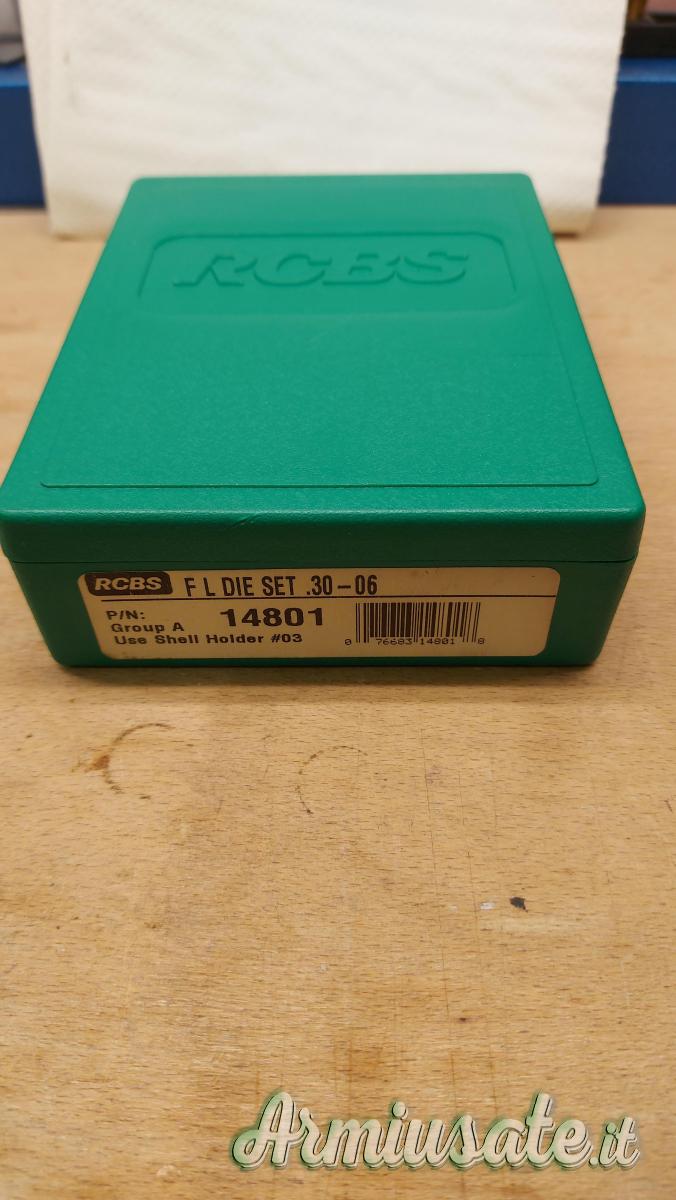 RCBS
RCBS F L DIE SET .30-06
P/N: 14801
Group A
Use Shell Holder #03
0 76683 14801 8
Armiusate.it